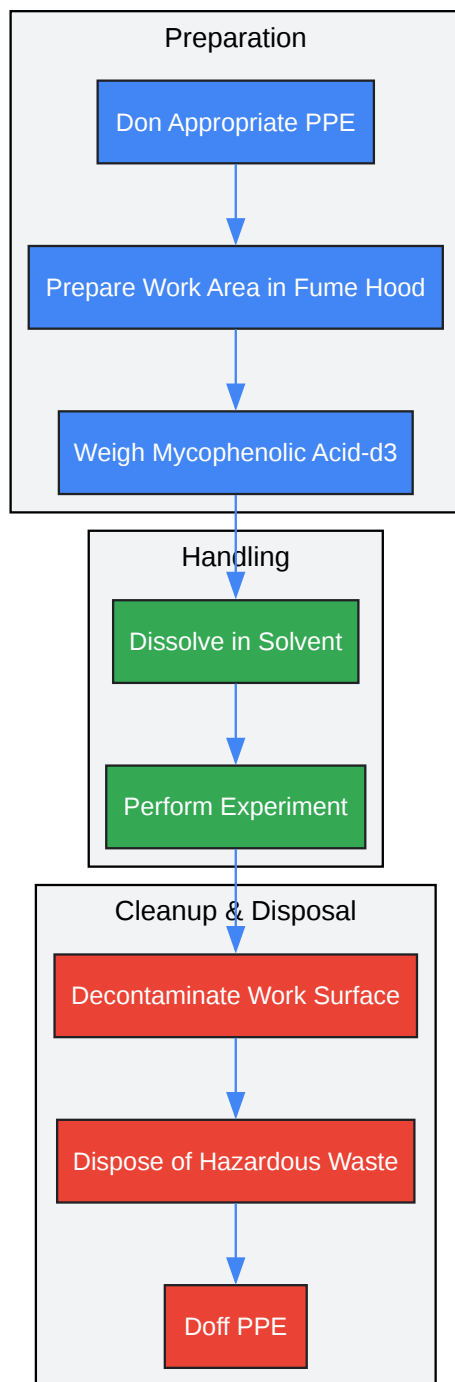 Preparation
Don Appropriate PPE
Prepare Work Area in Fume Hood
Weigh Mycophenolic Acid-d3
Handling
Dissolve in Solvent
Perform Experiment
Cleanup & Disposal
Decontaminate Work Surface
Dispose of Hazardous Waste
Doff PPE